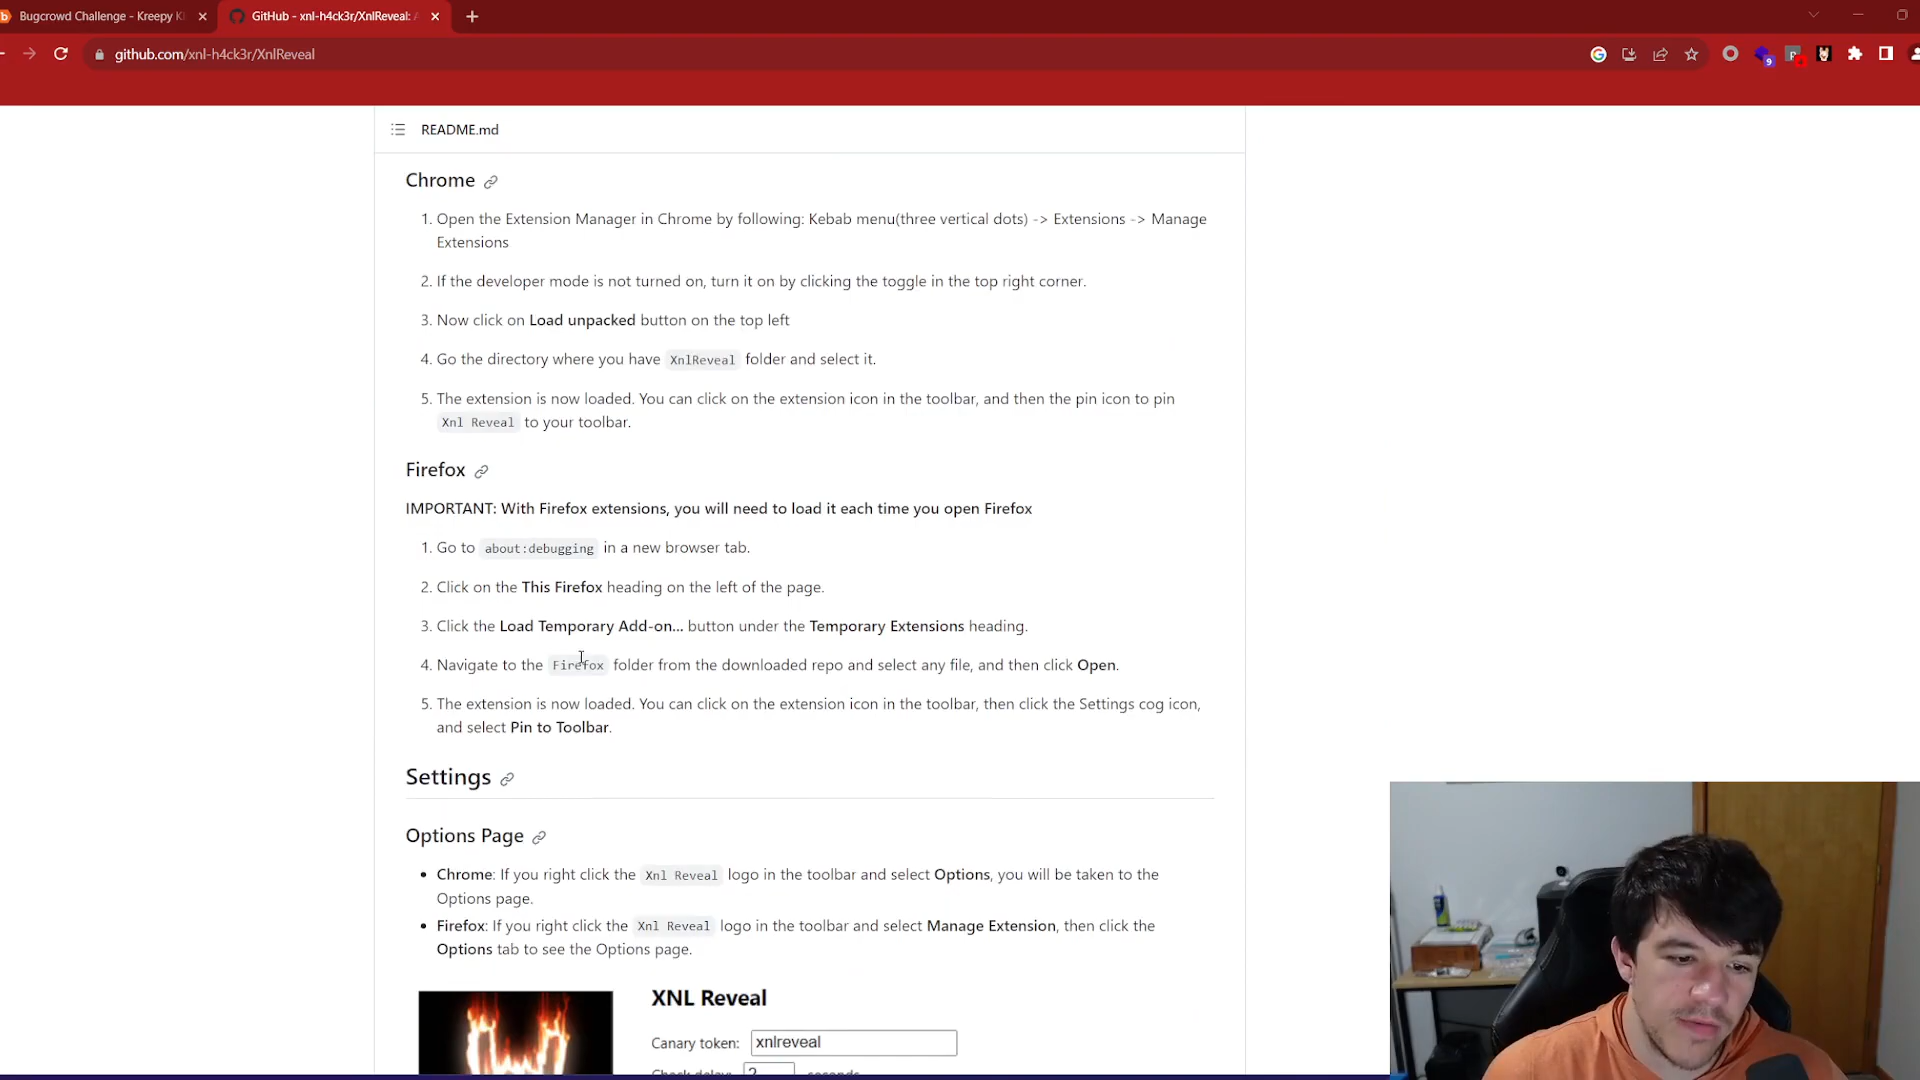 Bugcrowd Challenge - Kreepy K
GitHub - xnl-h4ck3r/XnlReveal:
github.com/xnl-h4ck3r/XnlReveal
9
README.md
Chrome
1. Open the Extension Manager in Chrome by following: Kebab menu(three vertical dots) -> Extensions -> Manage
Extensions
2. If the developer mode is not turned on, turn it on by clicking the toggle in the top right corner.
3. Now click on Load unpacked button on the top left
4. Go the directory where you have XnlReveal folder and select it.
5. The extension is now loaded. You can click on the extension icon in the toolbar, and then the pin icon to pin
Xnl Reveal to your toolbar.
Firefox
IMPORTANT: With Firefox extensions, you will need to load it each time you open Firefox
1. Go to about:debugging in a new browser tab.
2. Click on the This Firefox heading on the left of the page.
3. Click the Load Temporary Add-on... button under the Temporary Extensions heading.
4. Navigate to the Firefox folder from the downloaded repo and select any file, and then click Open.
5. The extension is now loaded. You can click on the extension icon in the toolbar, then click the Settings cog icon,
and select Pin to Toolbar.
Settings
Options Page
• Chrome: If you right click the Xnl Reveal logo in the toolbar and select Options, you will be taken to the
Options page.
• Firefox: If you right click the Xnl Reveal logo in the toolbar and select Manage Extension, then click the
Options tab to see the Options page.
XNL Reveal
Canary token: xnlreveal
Check delay: 2 seconds